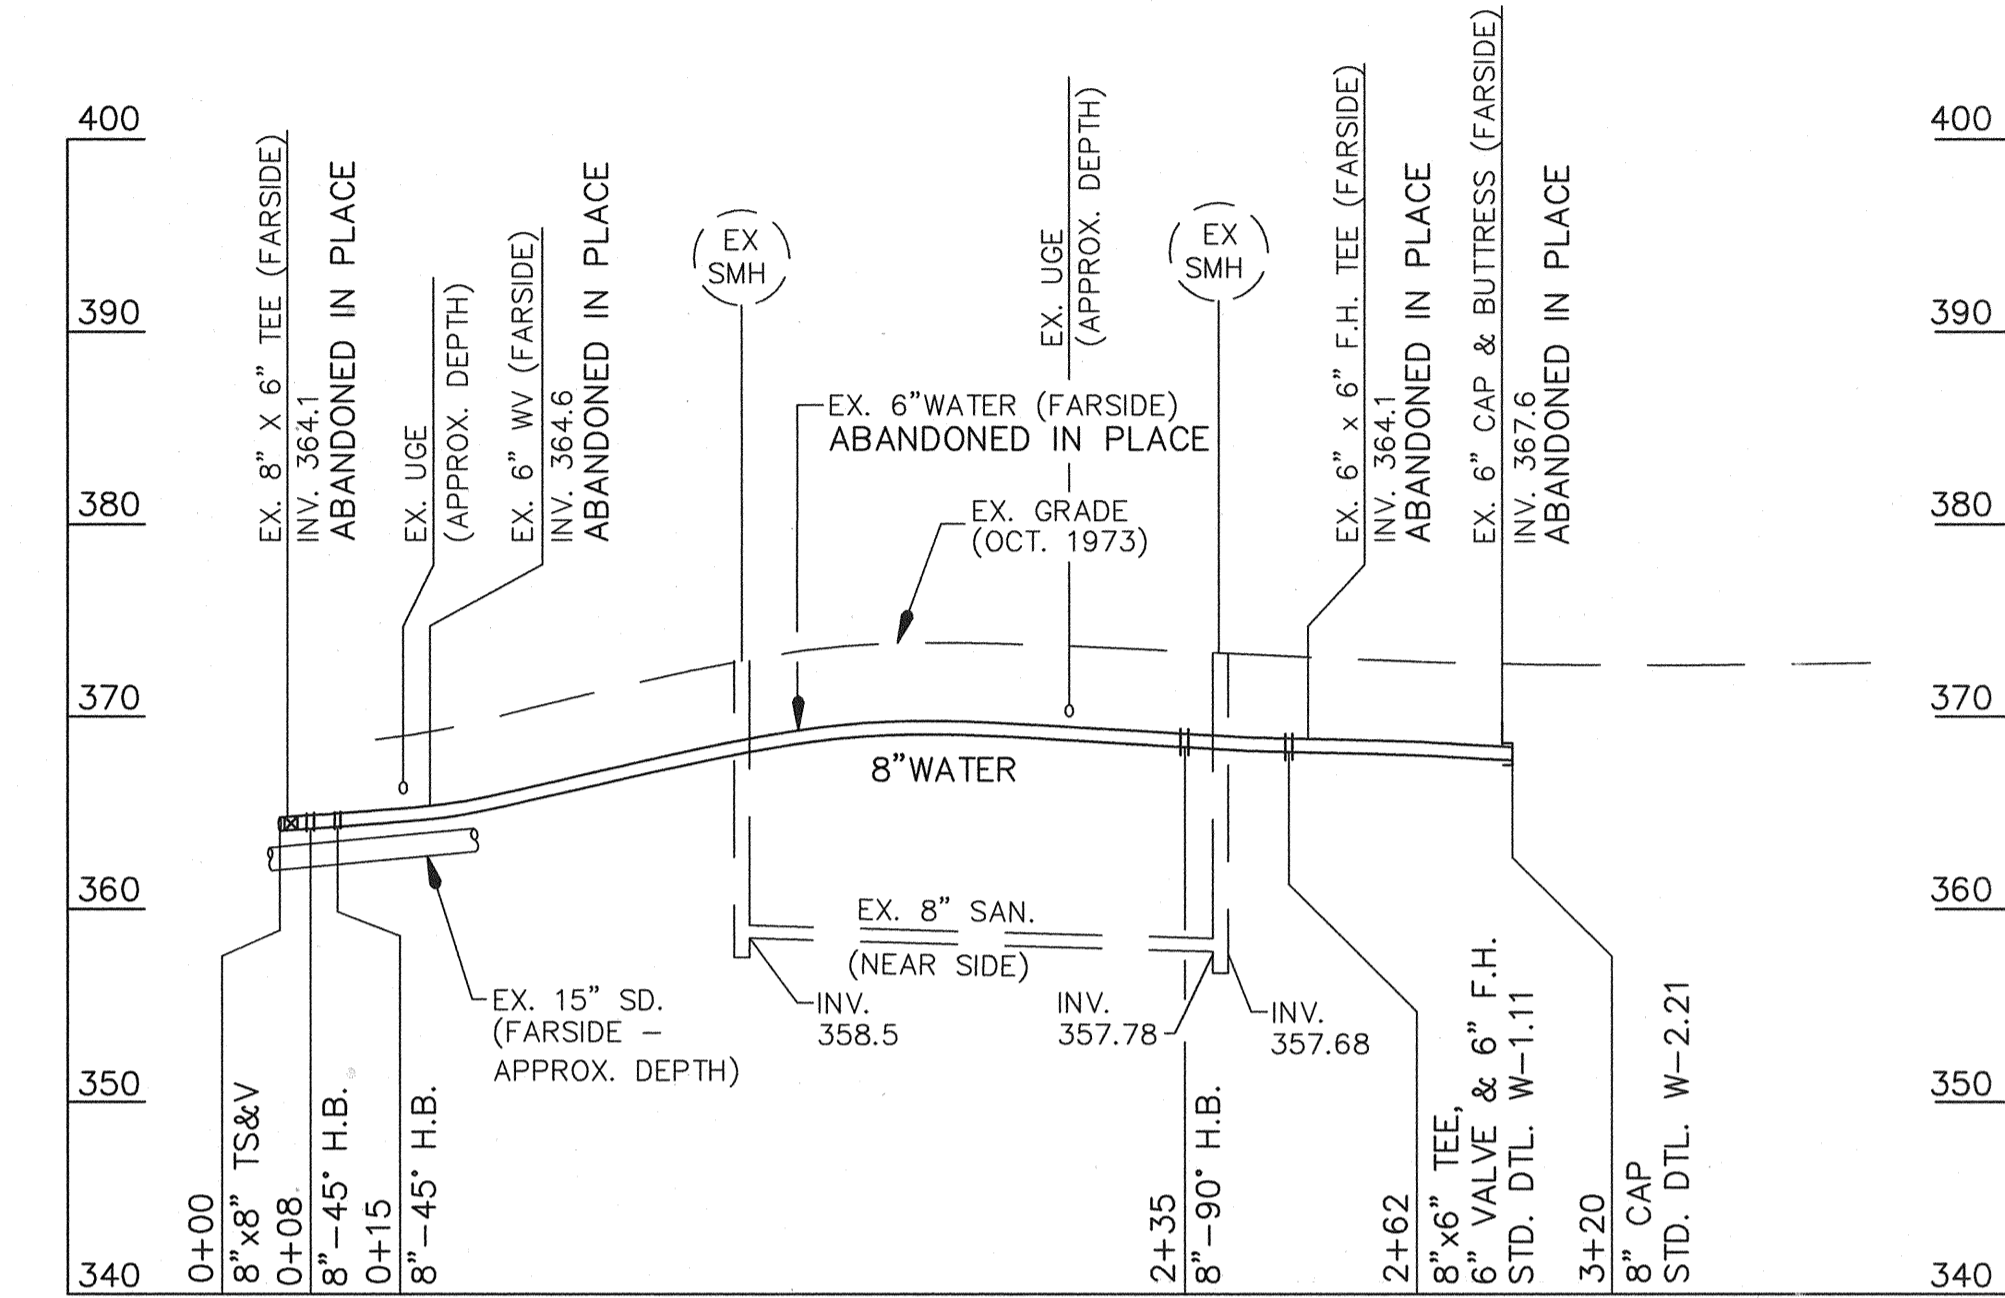 400
390
380
370
360
350
340
EX. 8" X 6" TEE (FARSIDE)
INV. 364.1
ABANDONED IN PLACE
EX. UGE
(APPROX. DEPTH)
EX. 6" WV (FARSIDE)
INV. 364.6
ABANDONED IN PLACE
EX
SMH
EX. 6"WATER (FARSIDE)
ABANDONED IN PLACE
EX. GRADE
(OCT. 1973)
EX. UGE
(APPROX. DEPTH)
EX
SMH
EX. 6" x 6" F.H. TEE (FARSIDE)
INV. 364.1
ABANDONED IN PLACE
EX. 6" CAP & BUTTRESS (FARSIDE)
INV. 367.6
ABANDONED IN PLACE
8"WATER
EX. 8" SAN.
(NEAR SIDE)
INV.
358.5
INV.
357.78
INV.
357.68
EX. 15" SD.
(FARSIDE –
APPROX. DEPTH)
0+00
8"x8" TS&V
0+08
8"–45° H.B.
0+15
8"–45° H.B.
2+35
8"–90° H.B.
2+62
8"x6" TEE,
6" VALVE & 6" F.H.
STD. DTL. W–1.11
3+20
8" CAP
STD. DTL. W–2.21
400
390
380
370
360
350
340